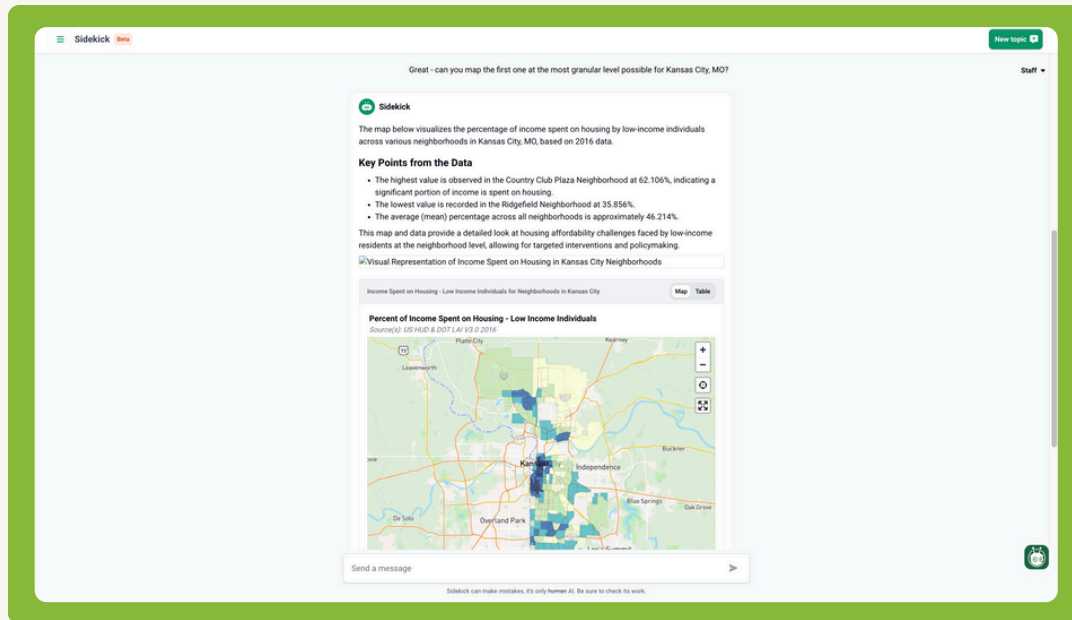 Sidekick Beta
New topic
Great - can you map the first one at the most granular level possible for Kansas City, MO?
Staff
Sidekick
The map below visualizes the percentage of income spent on housing by low-income individuals
across various neighborhoods in Kansas City, MO, based on 2016 data.
Key Points from the Data
• The highest value is observed in the Country Club Plaza Neighborhood at 62.106%, indicating a
significant portion of income is spent on housing.
• The lowest value is recorded in the Ridgefield Neighborhood at 35.856%.
• The average (mean) percentage across all neighborhoods is approximately 46.214%.
This map and data provide a detailed look at housing affordability challenges faced by low-income
residents at the neighborhood level, allowing for targeted interventions and policymaking.
Visual Representation of Income Spent on Housing in Kansas City Neighborhoods
Income Spent on Housing - Low Income Individuals for Neighborhoods in Kansas City
Map Table
Percent of Income Spent on Housing - Low Income Individuals
Source(s): US HUD & DOT LAI V3.0 2016
Platte City
Kearney
Leavenworth
Buckner
Kan
Independence
Blue Springs
Oak Grove
De Soto
Overland Park
Lee's Summit
Send a message
Sidekick can make mistakes, it's only human AI. Be sure to check its work.